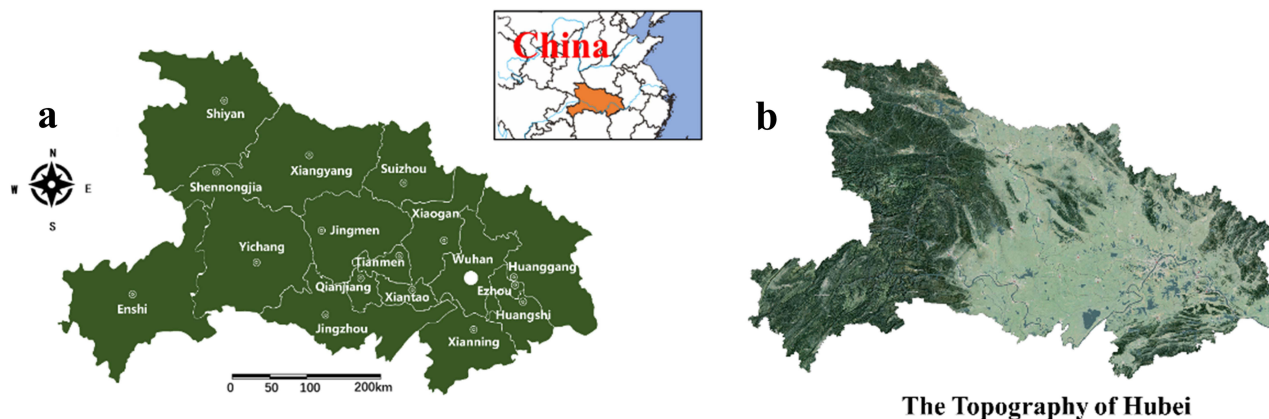 China
a
b
Shiyan
N
W E
S
Xiangyang
Suizhou
Shennongjia
Xiaogan
Jingmen
Yichang
Tianmen
Wuhan
Huanggang
Qianjiang
Ezhou
Xiantao
Enshi
Jingzhou
Huangshi
Xianning
0 50 100 200km
The Topography of Hubei